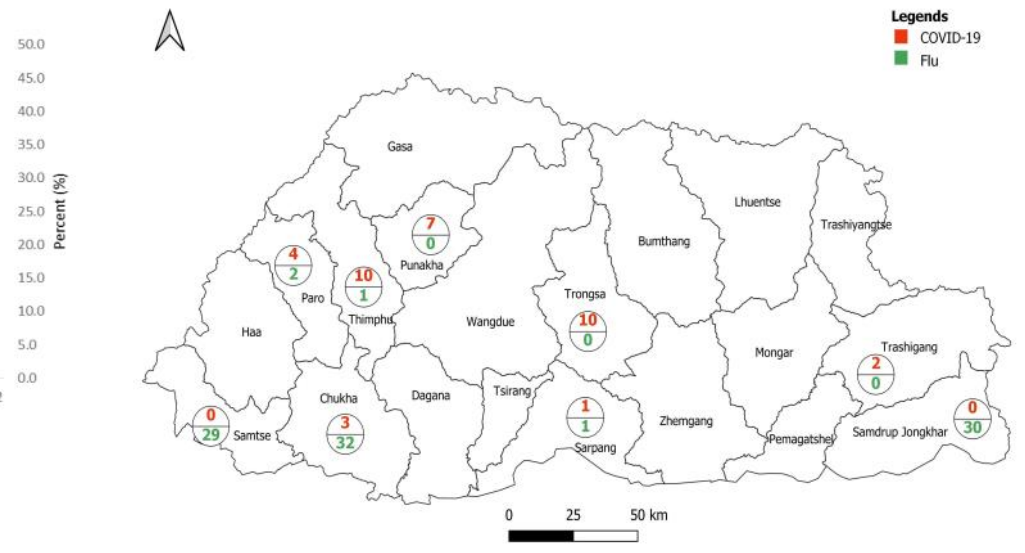 Legends
COVID-19
Flu
50.0
45.0
40.0
35.0
30.0
25.0
20.0
15.0
10.0
5.0
0.0
Percent (%)
2
Gasa
Lhuentse
Trashiyangtse
Bumthang
7
0
Punakha
4
2
Paro
10
1
Thimphu
Haa
Wangdue
Trongsa
10
0
Mongar
Trashigang
2
0
Chukha
3
32
Dagana
Tsirang
1
1
Sarpang
Zhemgang
Pemagatshel
Samdrup Jongkhar
0
30
0
29
Samtse
0 25 50 km